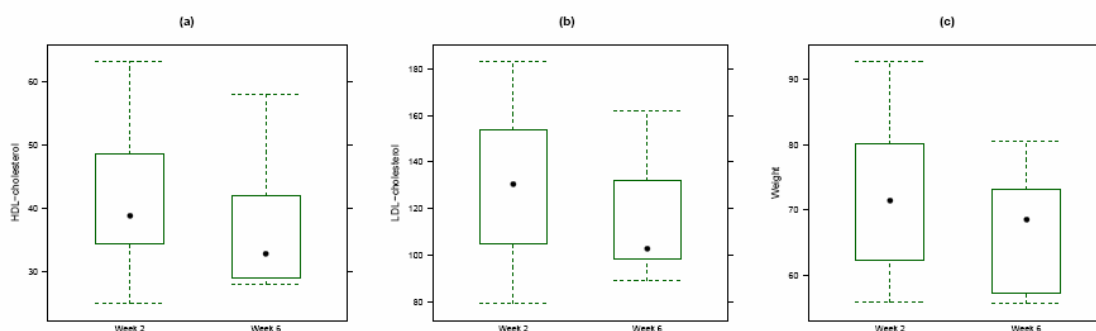 (a)
HDL-cholesterol
60
50
40
30
Week 2
Week 6
(b)
LDL-cholesterol
180
160
140
120
100
80
Week 2
Week 6
(c)
Weight
90
80
70
60
Week 2
Week 6